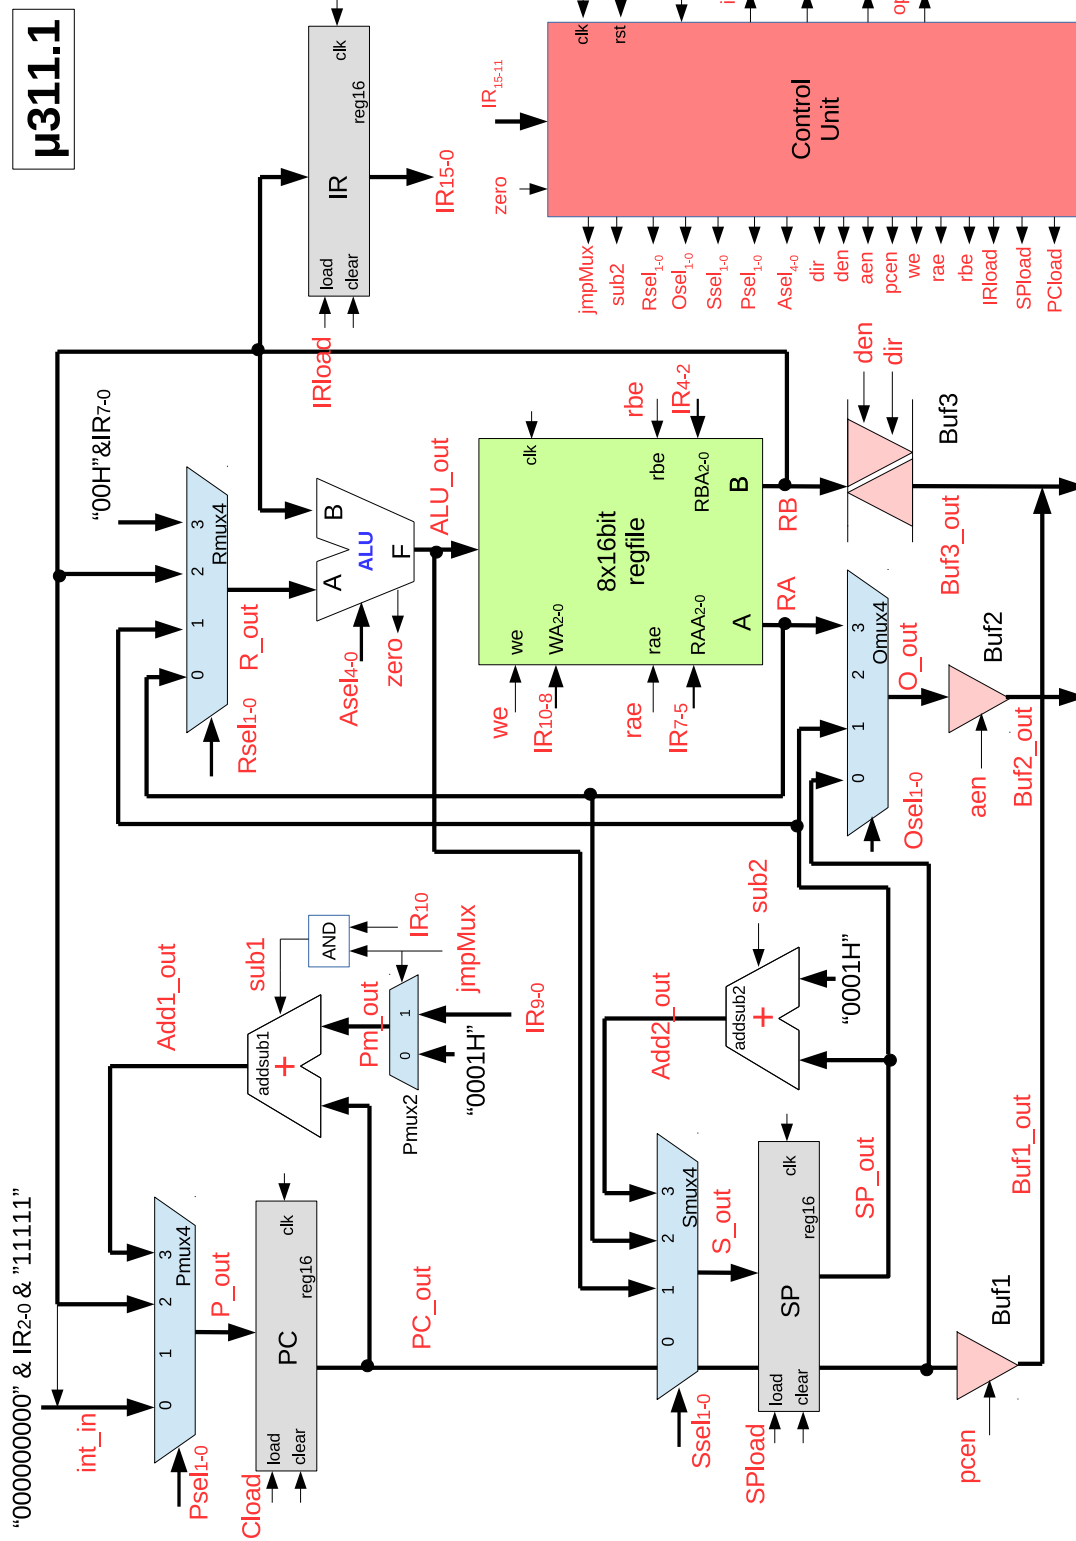 μ311.1
"00000000" & IR2-0 & "11111"
int_in
Psel1-0
0
1
2
3
Pmux4
P_out
Cload
load
clear
PC
reg16
clk
PC_out
Add1_out
addsub1
+
sub1
AND
IR10
jmpMux
Pm_out
0
1
Pmux2
"0001H"
IR9-0
"00H"&IR7-0
0
1
2
3
Rmux4
Rsel1-0
R_out
A
B
ALU
F
Asel4-0
zero
ALU_out
IRload
load
clear
IR
reg16
clk
IR15-0
we
IR10-8
rae
IR7-5
we
WA2-0
rae
RAA2-0
8x16bit
regfile
clk
rbe
RBA2-0
A
B
rbe
IR4-2
RA
RB
Ssel1-0
0
1
2
3
Smux4
S_out
SPload
load
clear
SP
reg16
clk
SP_out
Add2_out
addsub2
+
sub2
"0001H"
Osel1-0
0
1
2
3
Omux4
O_out
aen
Buf2
Buf2_out
den
dir
Buf3
Buf3_out
pcen
Buf1
Buf1_out
zero
IR15-11
clk
rst
Control
Unit
jmpMux
sub2
Rsel1-0
Osel1-0
Ssel1-0
Psel1-0
Asel4-0
dir
den
aen
pcen
we
rae
rbe
IRload
SPload
PCload